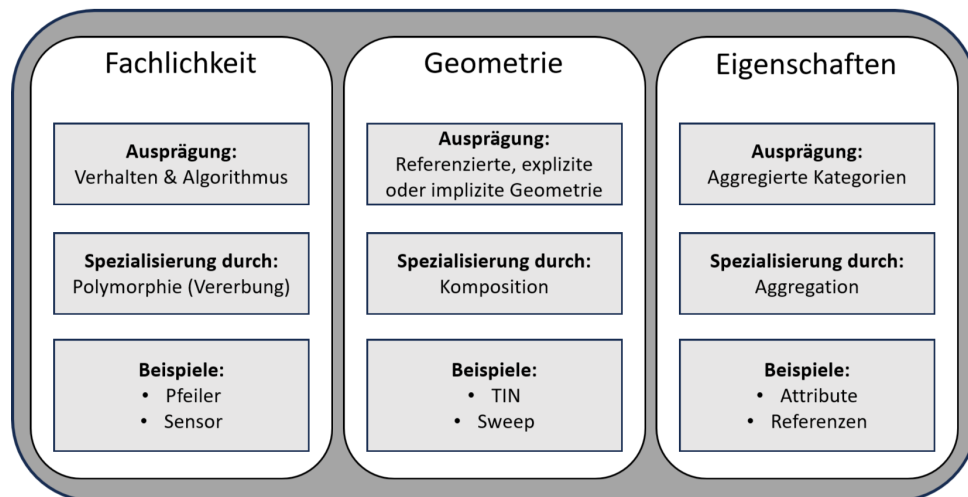 Fachlichkeit
Ausprägung:
Verhalten & Algorithmus
Spezialisierung durch:
Polymorphie (Vererbung)
Beispiele:
• Pfeiler
• Sensor
Geometrie
Ausprägung:
Referenzierte, explizite
oder implizite Geometrie
Spezialisierung durch:
Komposition
Beispiele:
• TIN
• Sweep
Eigenschaften
Ausprägung:
Aggregierte Kategorien
Spezialisierung durch:
Aggregation
Beispiele:
• Attribute
• Referenzen